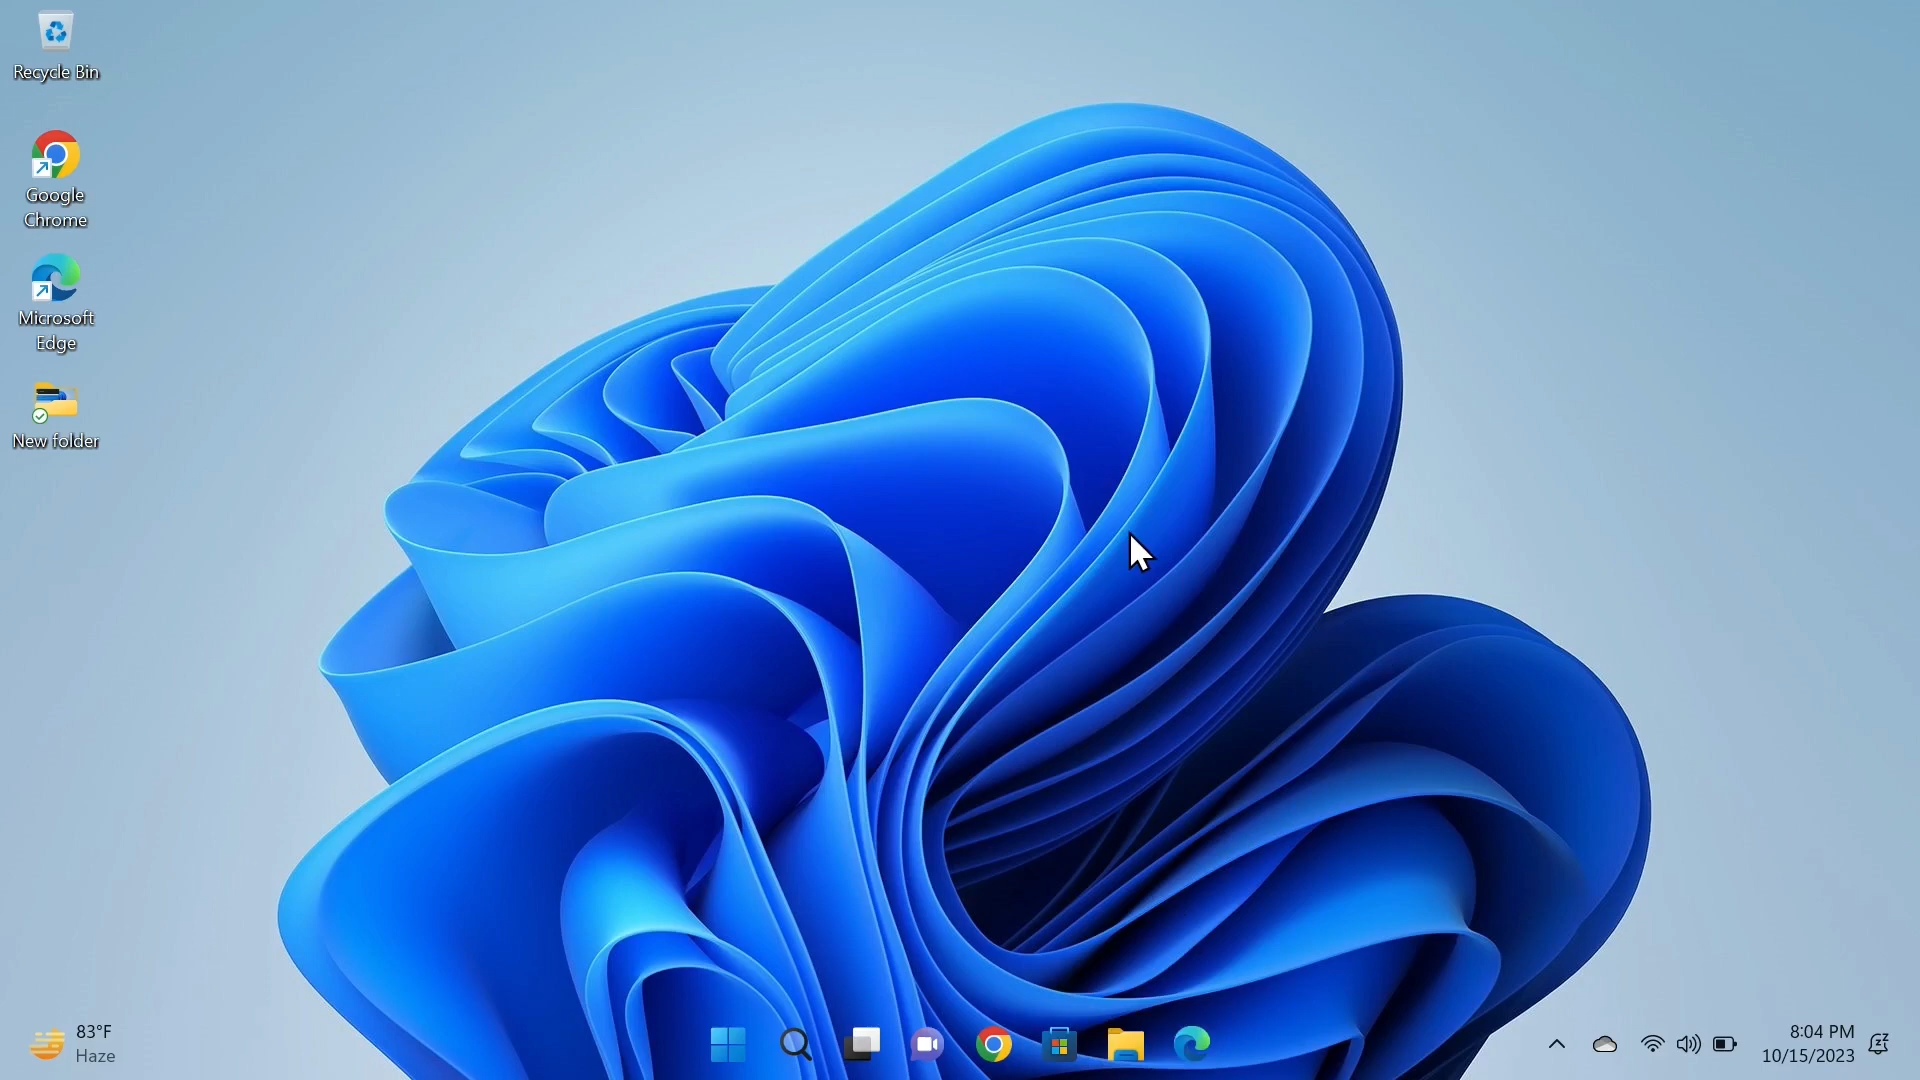 Recycle Bin
Google
Chrome
Microsoft
Edge
New folder
83°F
Haze
8:04 PM
10/15/2023